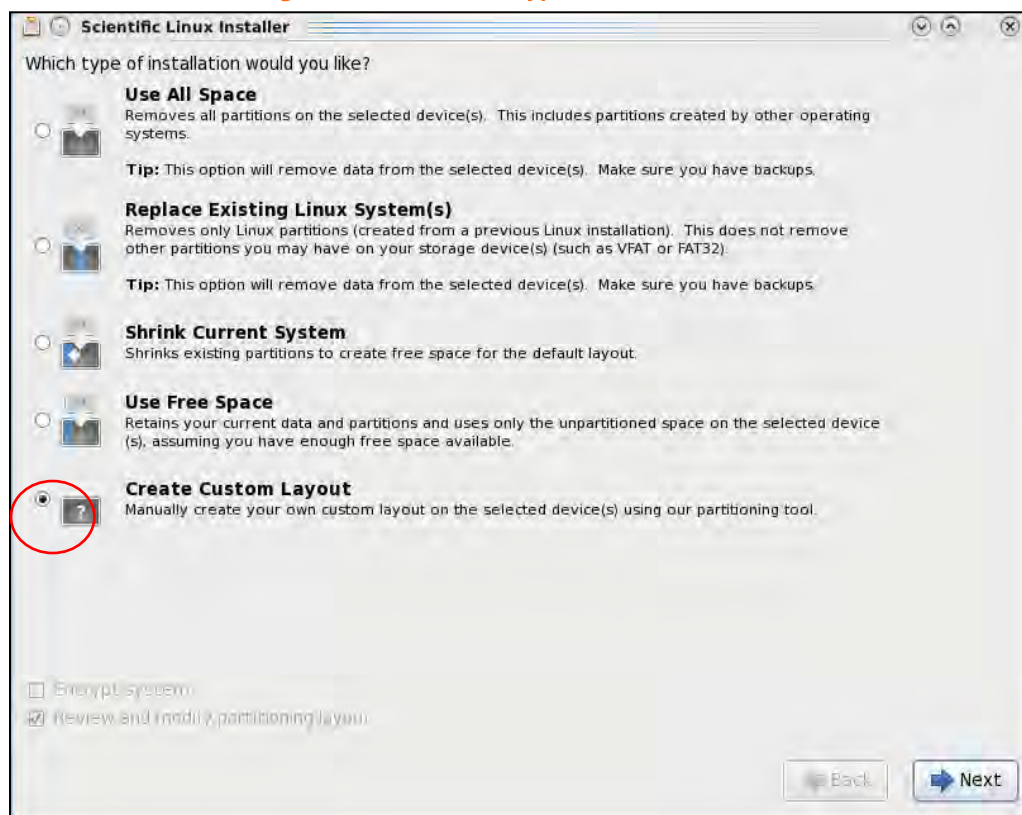 Scientific Linux Installer
Which type of installation would you like?
Use All Space
Removes all partitions on the selected device(s). This includes partitions created by other operating
systems.
Tip: This option will remove data from the selected device(s). Make sure you have backups.
Replace Existing Linux System(s)
Removes only Linux partitions (created from a previous Linux installation). This does not remove
other partitions you may have on your storage device(s) (such as VFAT or FAT32).
Tip: This option will remove data from the selected device(s). Make sure you have backups.
Shrink Current System
Shrinks existing partitions to create free space for the default layout.
Use Free Space
Retains your current data and partitions and uses only the unpartitioned space on the selected device
(s), assuming you have enough free space available.
Create Custom Layout
?
Manually create your own custom layout on the selected device(s) using our partitioning tool.
Encrypt system
Review and modify partitioning layout
Back
Next